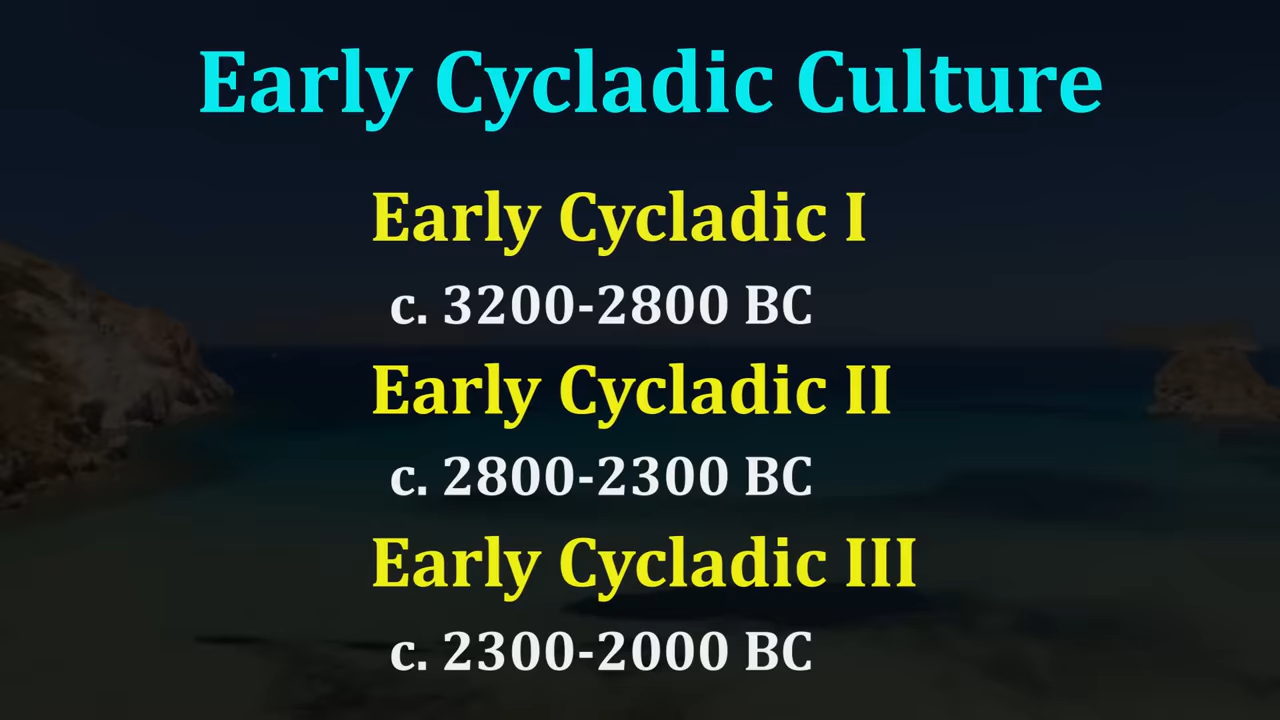 Early Cycladic Culture
Early Cycladic I
c. 3200-2800 BC
Early Cycladic II
c. 2800-2300 BC
Early Cycladic III
c. 2300-2000 BC